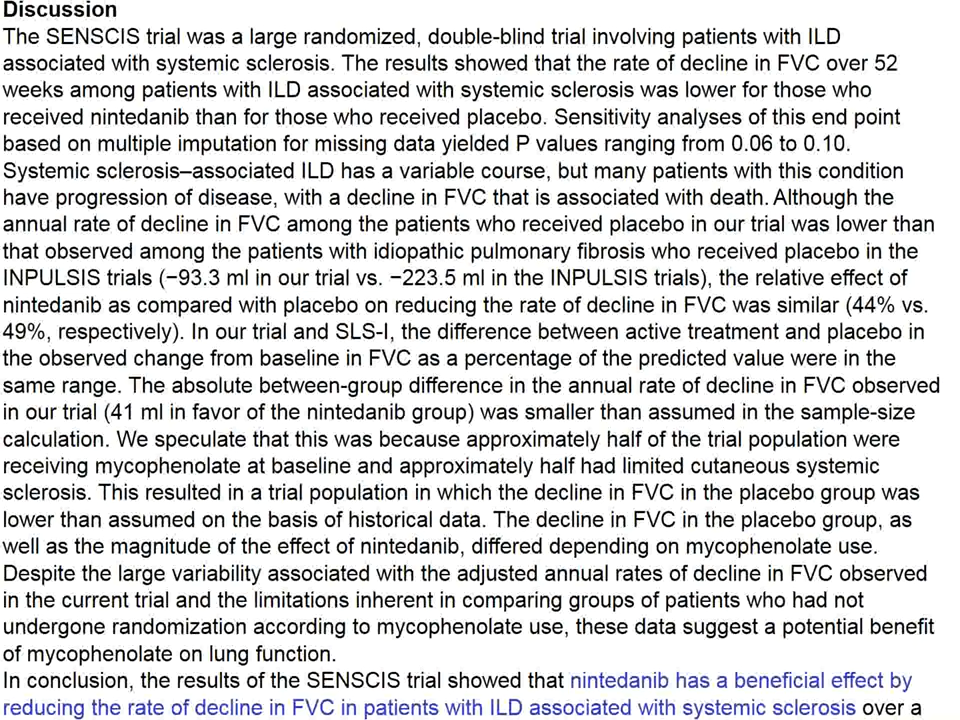 Discussion
The SENSCIS trial was a large randomized, double-blind trial involving patients with ILD
associated with systemic sclerosis. The results showed that the rate of decline in FVC over 52
weeks among patients with ILD associated with systemic sclerosis was lower for those who
received nintedanib than for those who received placebo. Sensitivity analyses of this end point
based on multiple imputation for missing data yielded P values ranging from 0.06 to 0.10.
Systemic sclerosis–associated ILD has a variable course, but many patients with this condition
have progression of disease, with a decline in FVC that is associated with death. Although the
annual rate of decline in FVC among the patients who received placebo in our trial was lower than
that observed among the patients with idiopathic pulmonary fibrosis who received placebo in the
INPULSIS trials (−93.3 ml in our trial vs. −223.5 ml in the INPULSIS trials), the relative effect of
nintedanib as compared with placebo on reducing the rate of decline in FVC was similar (44% vs.
49%, respectively). In our trial and SLS-I, the difference between active treatment and placebo in
the observed change from baseline in FVC as a percentage of the predicted value were in the
same range. The absolute between-group difference in the annual rate of decline in FVC observed
in our trial (41 ml in favor of the nintedanib group) was smaller than assumed in the sample-size
calculation. We speculate that this was because approximately half of the trial population were
receiving mycophenolate at baseline and approximately half had limited cutaneous systemic
sclerosis. This resulted in a trial population in which the decline in FVC in the placebo group was
lower than assumed on the basis of historical data. The decline in FVC in the placebo group, as
well as the magnitude of the effect of nintedanib, differed depending on mycophenolate use.
Despite the large variability associated with the adjusted annual rates of decline in FVC observed
in the current trial and the limitations inherent in comparing groups of patients who had not
undergone randomization according to mycophenolate use, these data suggest a potential benefit
of mycophenolate on lung function.
In conclusion, the results of the SENSCIS trial showed that nintedanib has a beneficial effect by
reducing the rate of decline in FVC in patients with ILD associated with systemic sclerosis over a